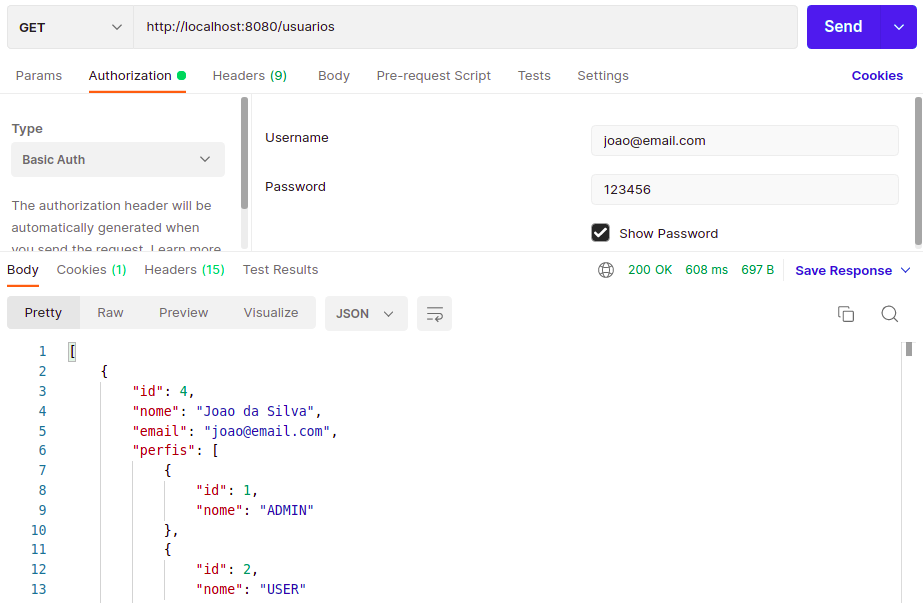 GET http://localhost:8080/usuarios Send
Params Authorization Headers (9) Body Pre-request Script Tests Settings Cookies
Type
Basic Auth
The authorization header will be
automatically generated when
you send the request. Learn more
Username joao@email.com
Password 123456
Show Password
Body Cookies (1) Headers (15) Test Results 200 OK 608 ms 697 B Save Response
Pretty Raw Preview Visualize JSON
1 [
2 {
3 "id": 4,
4 "nome": "Joao da Silva",
5 "email": "joao@email.com",
6 "perfis": [
7 {
8 "id": 1,
9 "nome": "ADMIN"
10 },
11 {
12 "id": 2,
13 "nome": "USER"